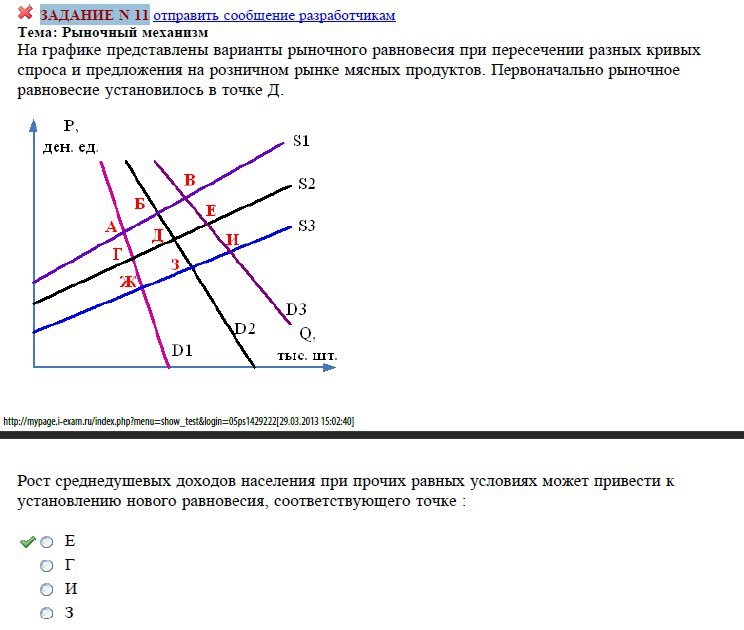 ЗАДАНИЕ N 11 отправить сообщение разработчикам
Тема: Рыночный механизм
На графике представлены варианты рыночного равновесия при пересечении разных кривых
спроса и предложения на розничном рынке мясных продуктов. Первоначально рыночное
равновесие установилось в точке Д.
P,
ден. ед.
S1
S2
S3
В
Б
Е
А
Д
И
Г
З
Ж
D3
D2
Q,
D1
тыс. шт.
http://mypage.i-exam.ru/index.php?menu=show_test&login=05ps1429222[29.03.2013 15:02:40]
Рост среднедушевых доходов населения при прочих равных условиях может привести к
установлению нового равновесия, соответствующего точке :
Е
Г
И
З